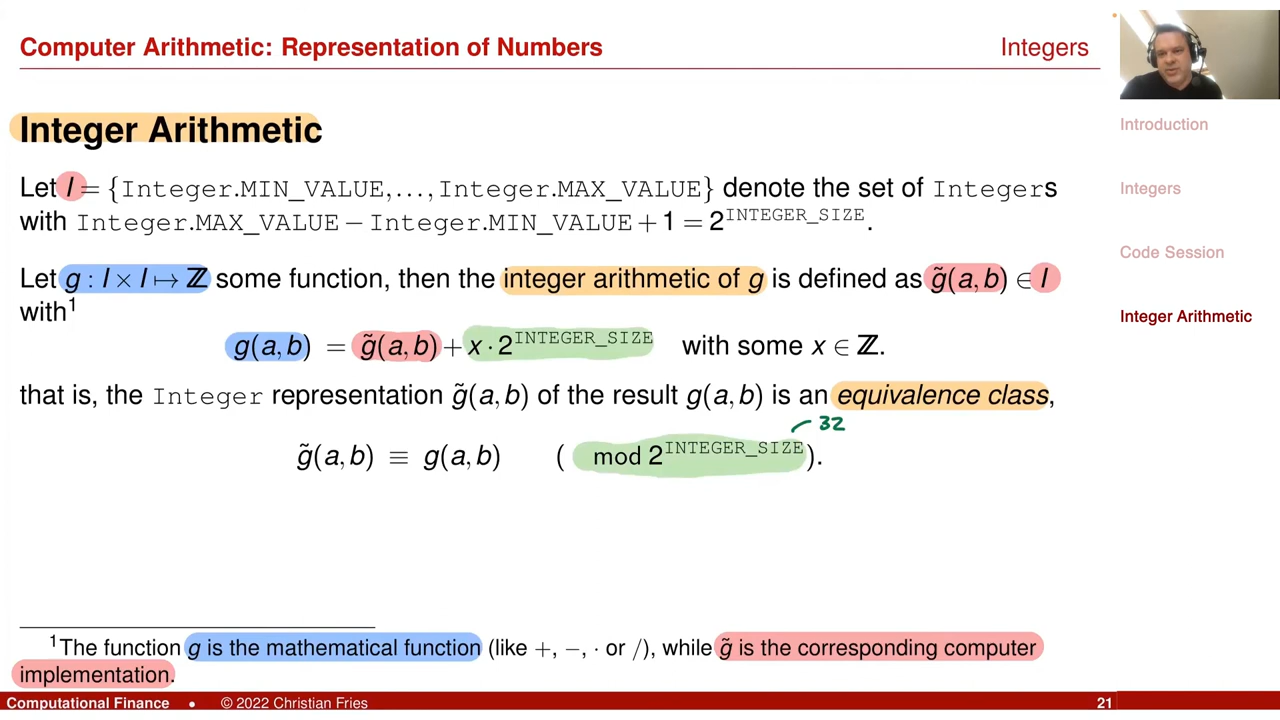 Computer Arithmetic: Representation of Numbers
Integers
Introduction
Integers
Code Session
Integer Arithmetic
Integer Arithmetic
Let I = {Integer.MIN_VALUE,..., Integer.MAX_VALUE} denote the set of Integers
with Integer.MAX_VALUE − Integer.MIN_VALUE + 1 = 2^INTEGER_SIZE.
Let g : I × I ↦ ℤ some function, then the integer arithmetic of g is defined as g̃(a,b) ∈ I
with¹
g(a,b) = g̃(a,b) + x · 2^INTEGER_SIZE with some x ∈ ℤ.
that is, the Integer representation g̃(a,b) of the result g(a,b) is an equivalence class,
32
g̃(a,b) ≡ g(a,b) ( mod 2^INTEGER_SIZE).
¹The function g is the mathematical function (like +, −, · or /), while g̃ is the corresponding computer
implementation.
Computational Finance • © 2022 Christian Fries 21